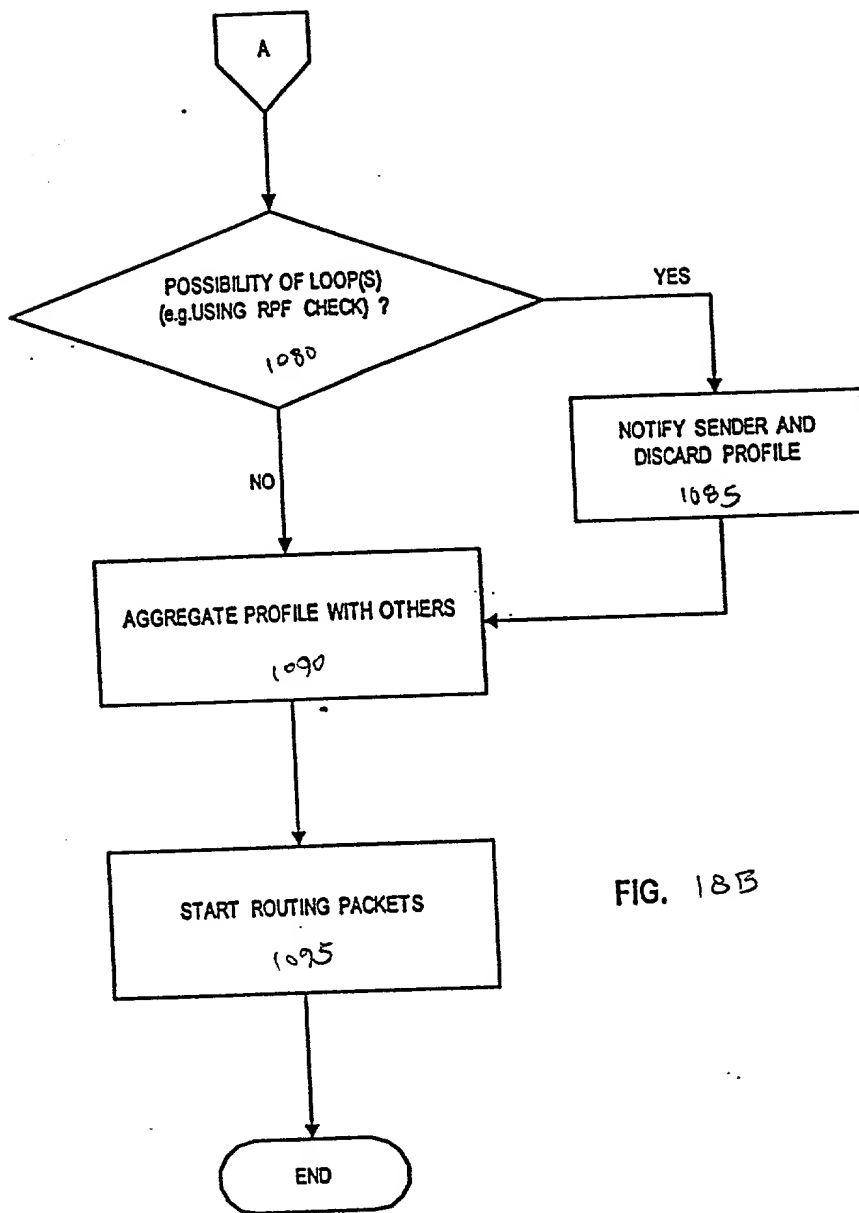 A
POSSIBILITY OF LOOP(S)
(e.g.USING RPF CHECK) ?
1080
YES
NOTIFY SENDER AND
DISCARD PROFILE
1085
NO
AGGREGATE PROFILE WITH OTHERS
1090
START ROUTING PACKETS
1095
FIG. 18B
END